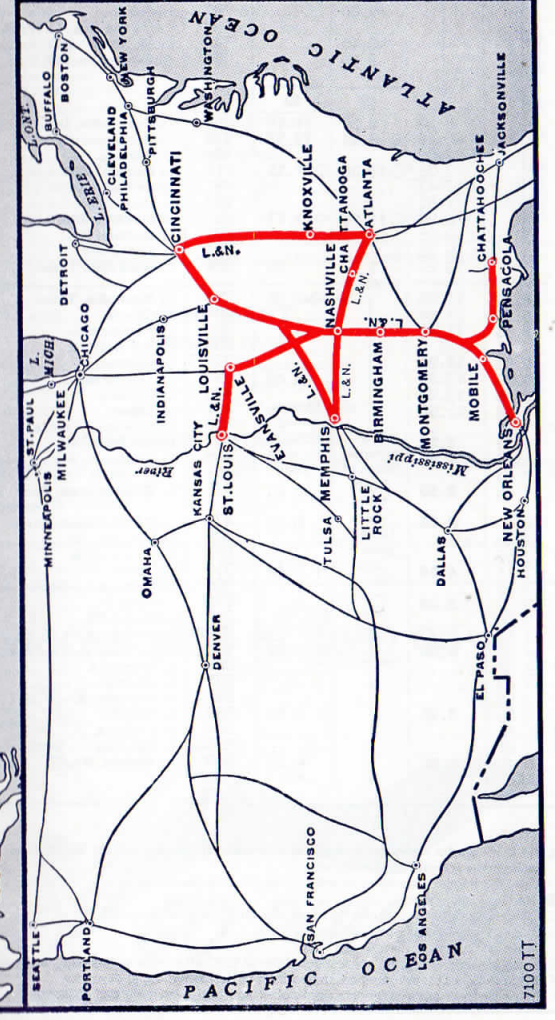 SEATTLE
PORTLAND
PACIFIC OCEAN
SAN FRANCISCO
LOS ANGELES
MINNEAPOLIS
ST. PAUL
MILWAUKEE
L. MICH.
CHICAGO
DETROIT
L. ERIE
L. ONT.
BUFFALO
BOSTON
NEW YORK
CLEVELAND
PHILADELPHIA
PITTSBURGH
WASHINGTON
ATLANTIC OCEAN
OMAHA
DENVER
KANSAS CITY
ST. LOUIS
River
Mississippi
INDIANAPOLIS
CINCINNATI
LOUISVILLE
EVANSVILLE
L. & N.
L. & N.
L. & N.
L. & N.
L. & N.
L. & N.
KNOXVILLE
NASHVILLE
CHATTANOOGA
ATLANTA
MEMPHIS
TULSA
LITTLE ROCK
BIRMINGHAM
MONTGOMERY
DALLAS
EL PASO
HOUSTON
NEW ORLEANS
MOBILE
PENSACOLA
CHATTAHOOCHEE
JACKSONVILLE
7100 TT